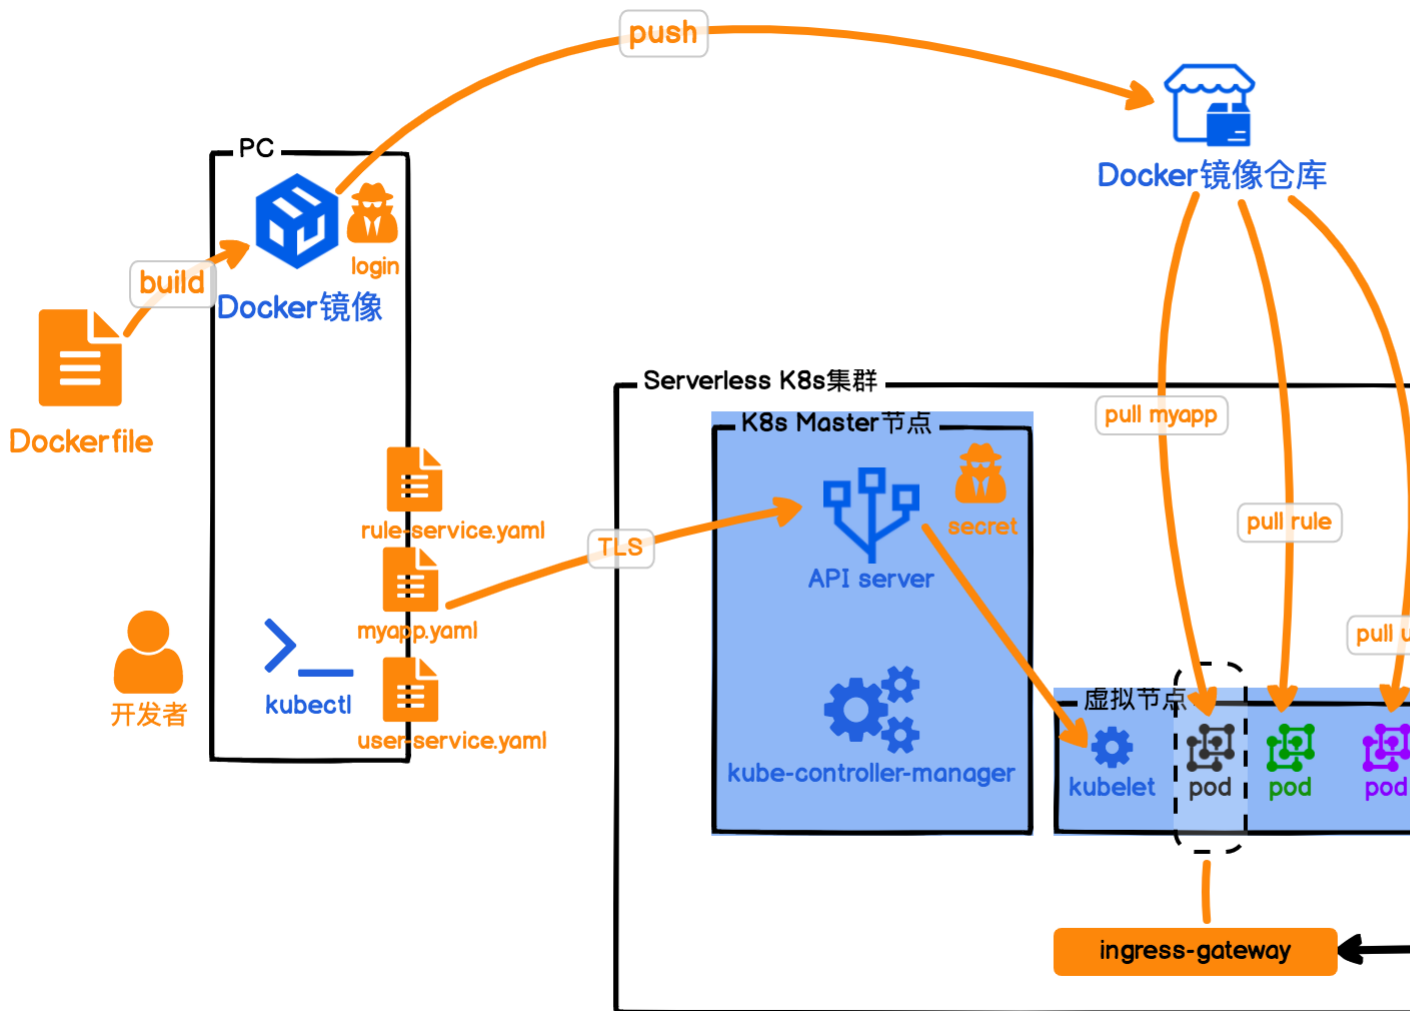 push
PC
Docker镜像仓库
login
build
Docker镜像
Serverless K8s集群
pull myapp
K8s Master节点
Dockerfile
rule-service.yaml
secret
pull rule
TLS
API server
myapp.yaml
pull u
开发者
kubectl
虚拟节点
user-service.yaml
kube-controller-manager
kubelet
pod
pod
pod
ingress-gateway